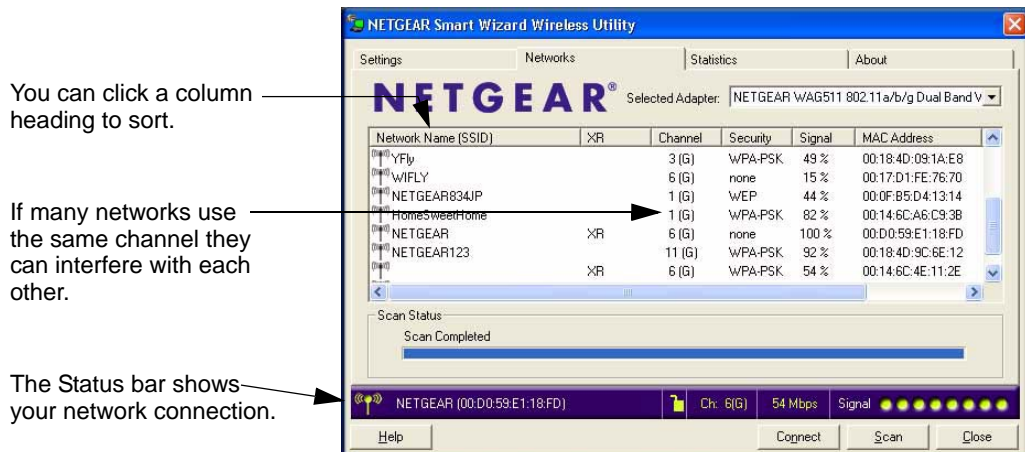 NETGEAR Smart Wizard Wireless Utility
Settings Networks Statistics About
You can click a column
heading to sort.
NETGEAR® Selected Adapter: NETGEAR WAG511 802.11a/b/g Dual Band
Network Name (SSID) XR Channel Security Signal MAC Address
YFly 3 (G) WPA-PSK 49 % 00:18:4D:09:1A:E8
WIFLY 6 (G) none 15 % 00:17:D1:FE:76:70
NETGEAR834JP 1 (G) WEP 44 % 00:0F:B5:D4:13:14
HomeSweetHome 1 (G) WPA-PSK 82 % 00:14:6C:A6:C9:3B
NETGEAR XR 6 (G) none 100 % 00:D0:59:E1:18:FD
NETGEAR123 11 (G) WPA-PSK 92 % 00:18:4D:9C:6E:12
XR 6 (G) WPA-PSK 54 % 00:14:6C:4E:11:2E
If many networks use
the same channel they
can interfere with each
other.
Scan Status
Scan Completed
The Status bar shows
your network connection.
NETGEAR (00:D0:59:E1:18:FD) Ch: 6(G) 54 Mbps Signal
Help Connect Scan Close